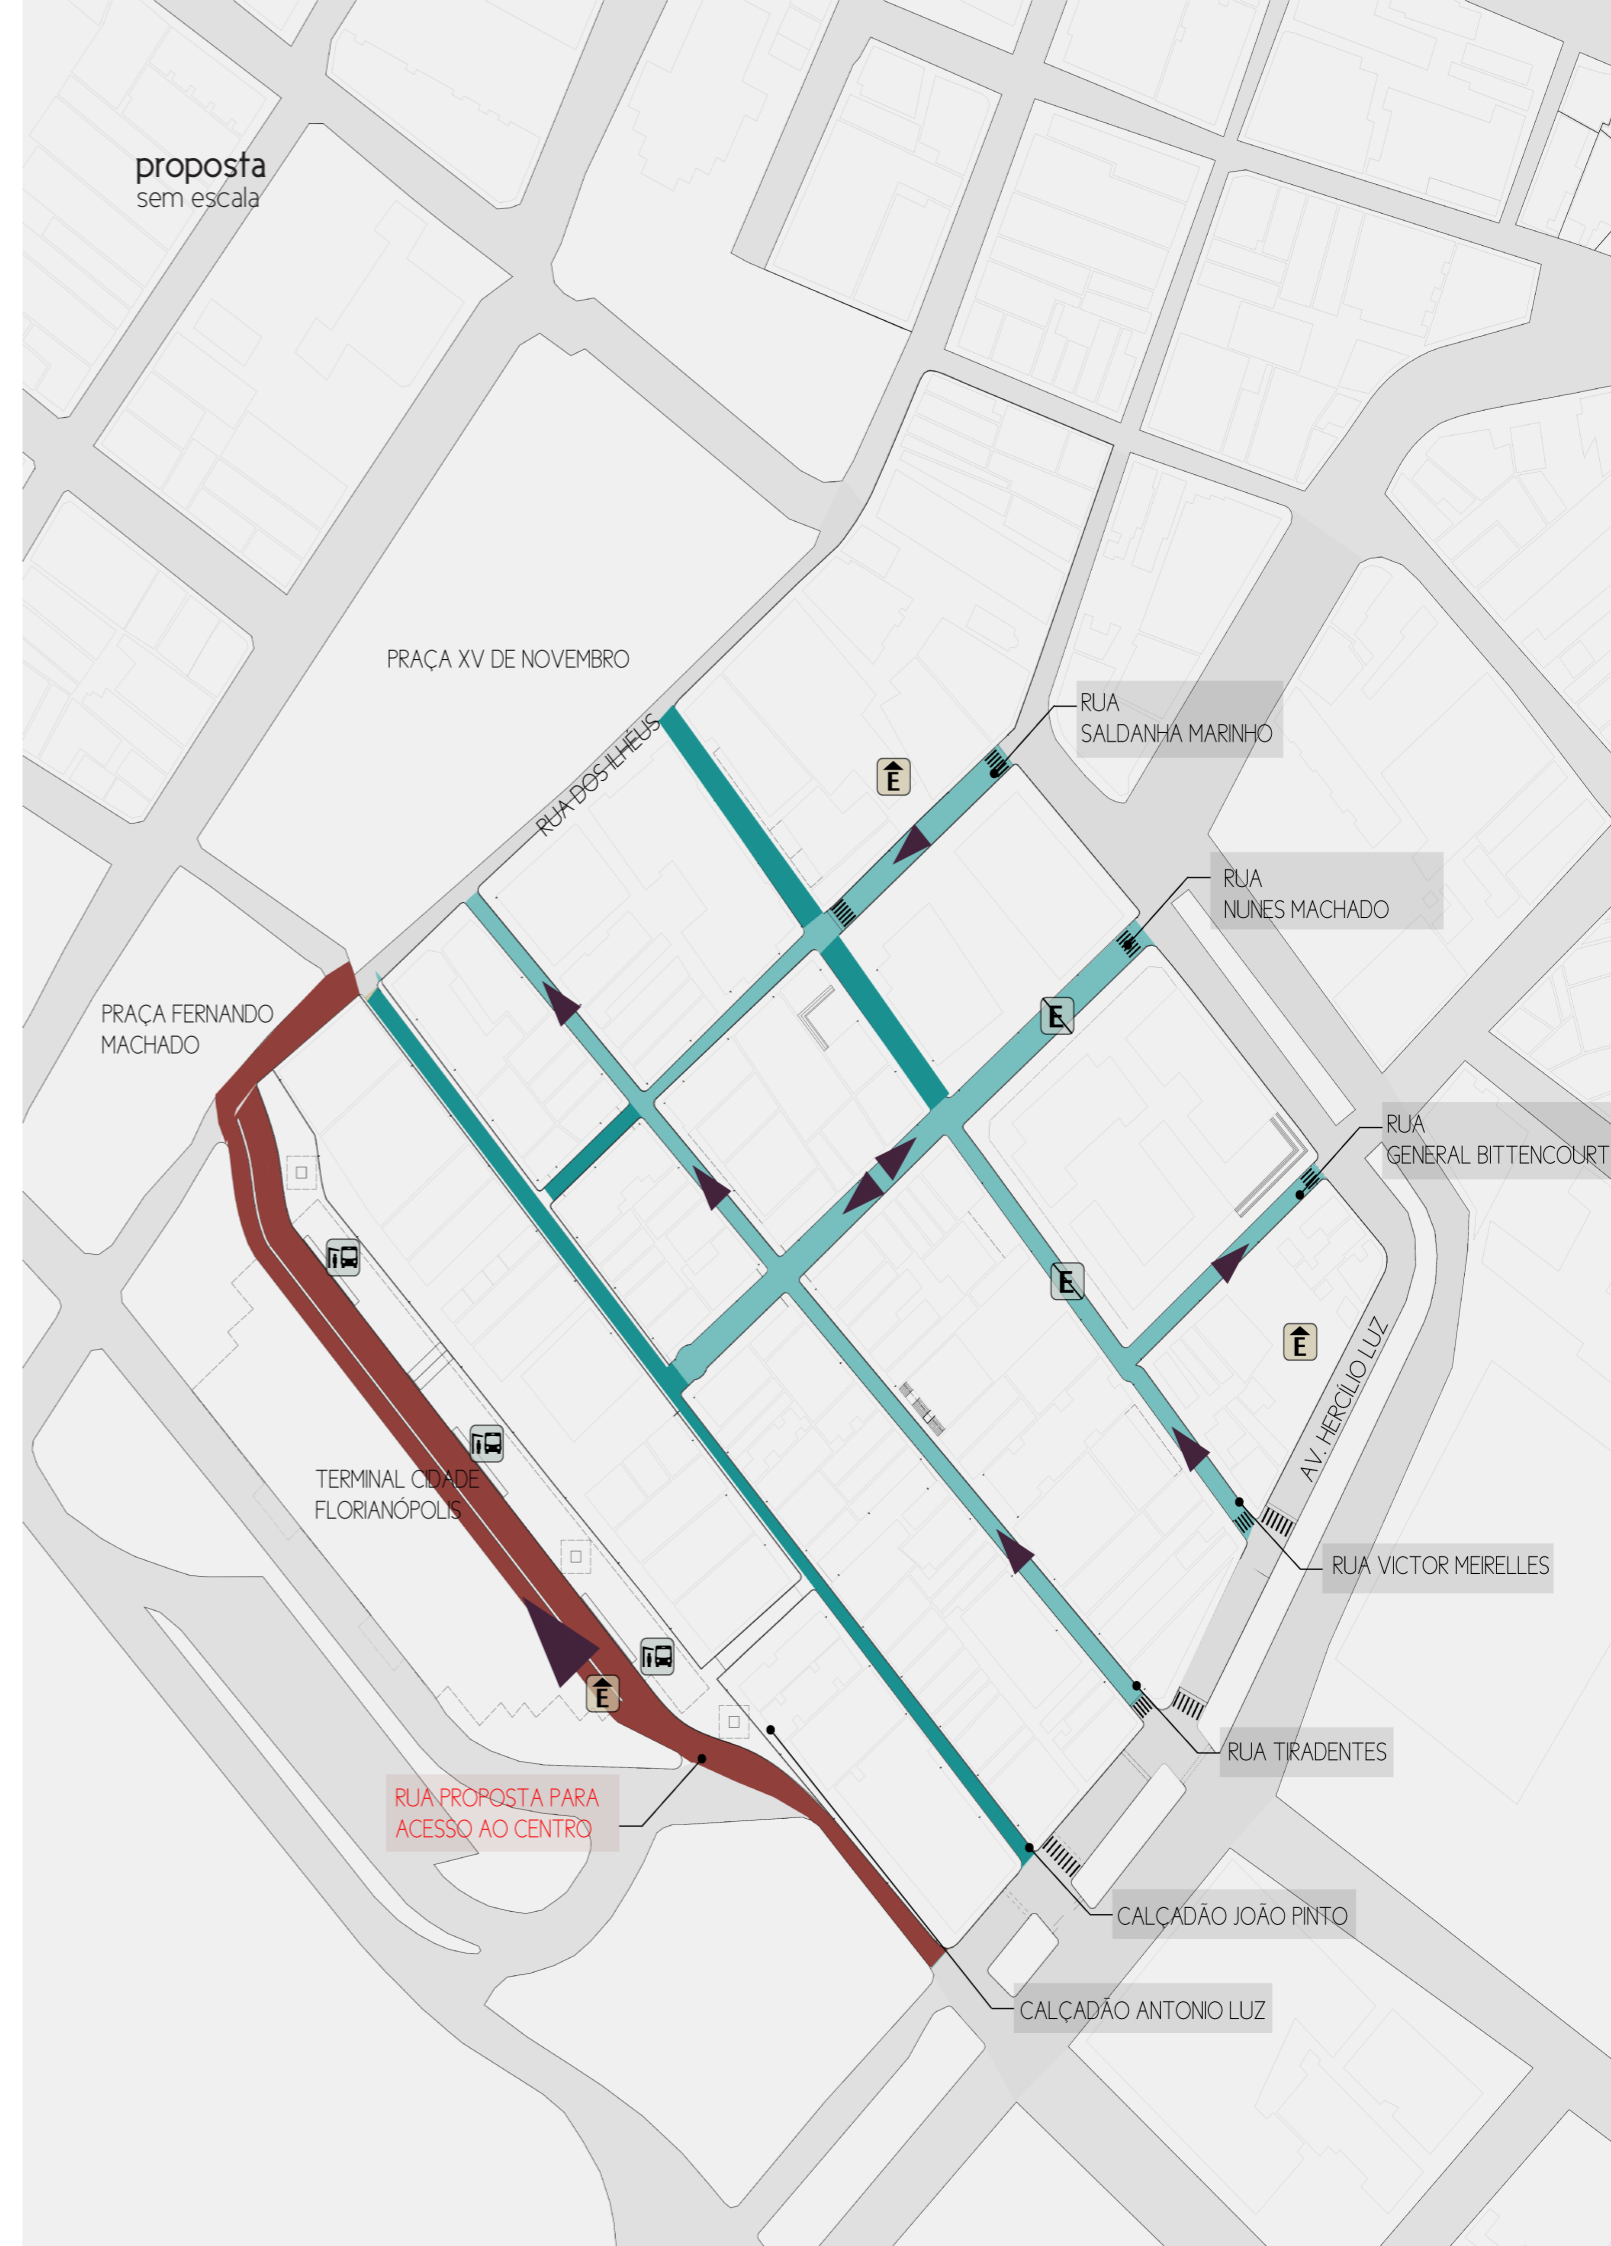 proposta
sem escala
PRAÇA XV DE NOVEMBRO
RUA DOS ILHÉUS
RUA
SALDANHA MARINHO
E
RUA
NUNES MACHADO
E
PRAÇA FERNANDO
MACHADO
RUA
GENERAL BITTENCOURT
E
E
AV. HERCÍLIO LUZ
TERMINAL CIDADE
FLORIANÓPOLIS
RUA VICTOR MEIRELLES
E
RUA TIRADENTES
RUA PROPOSTA PARA
ACESSO AO CENTRO
CALÇADÃO JOÃO PINTO
CALÇADÃO ANTONIO LUZ